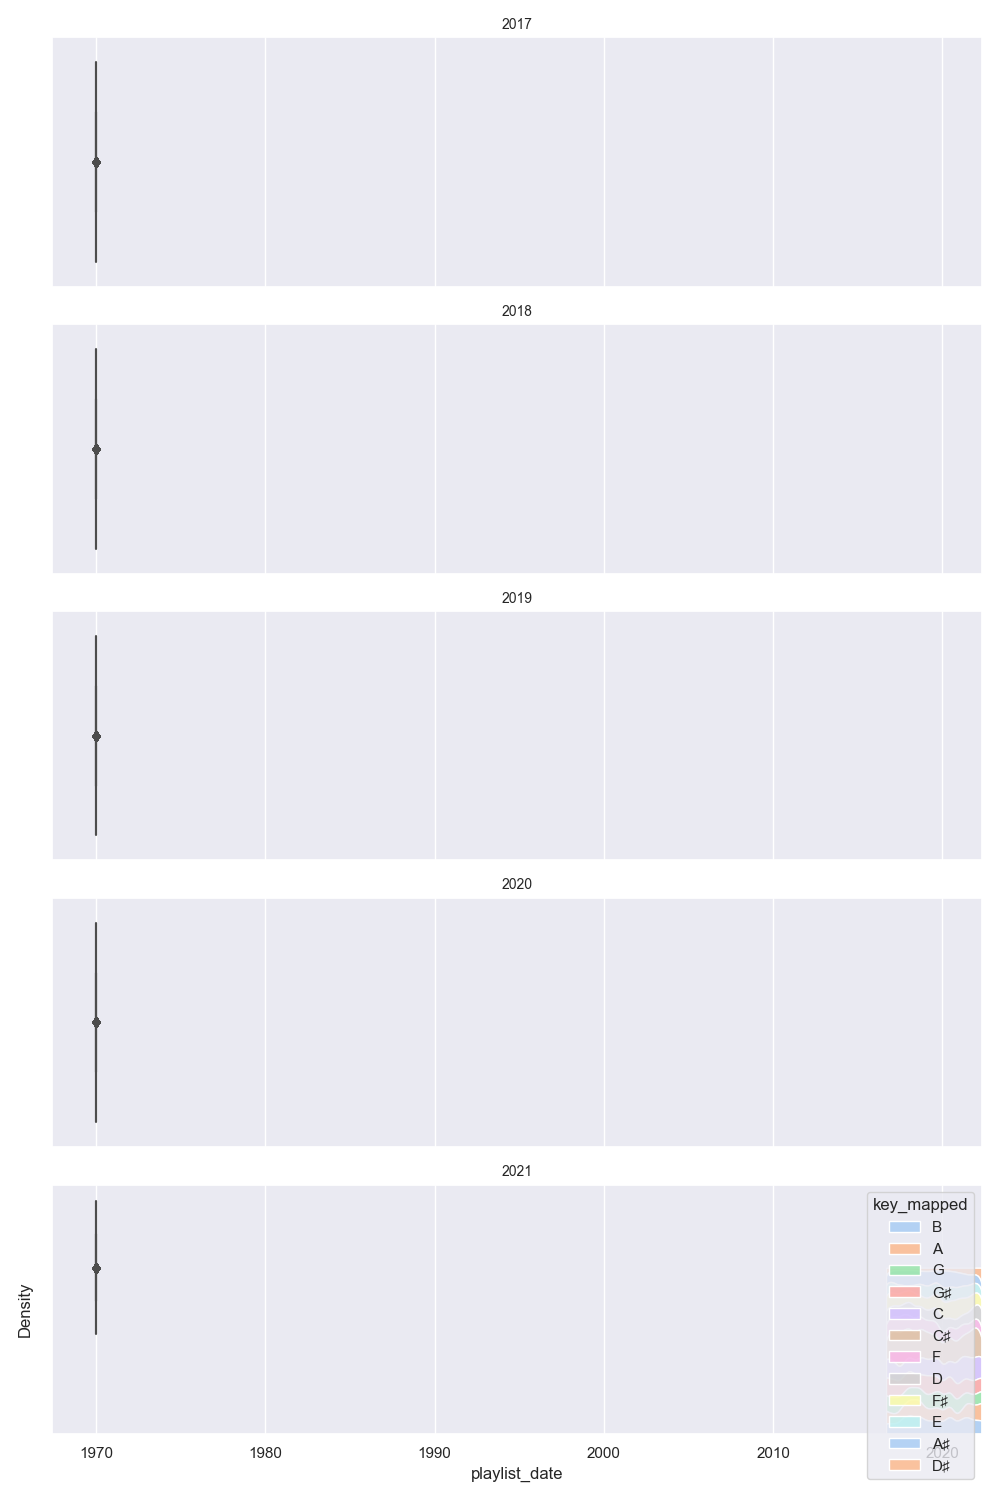 2017
2018
2019
2020
2021
Density
key_mapped
B
A
G
G♯
C
C♯
F
D
F♯
E
A♯
D♯
1970
1980
1990
2000
2010
2020
playlist_date